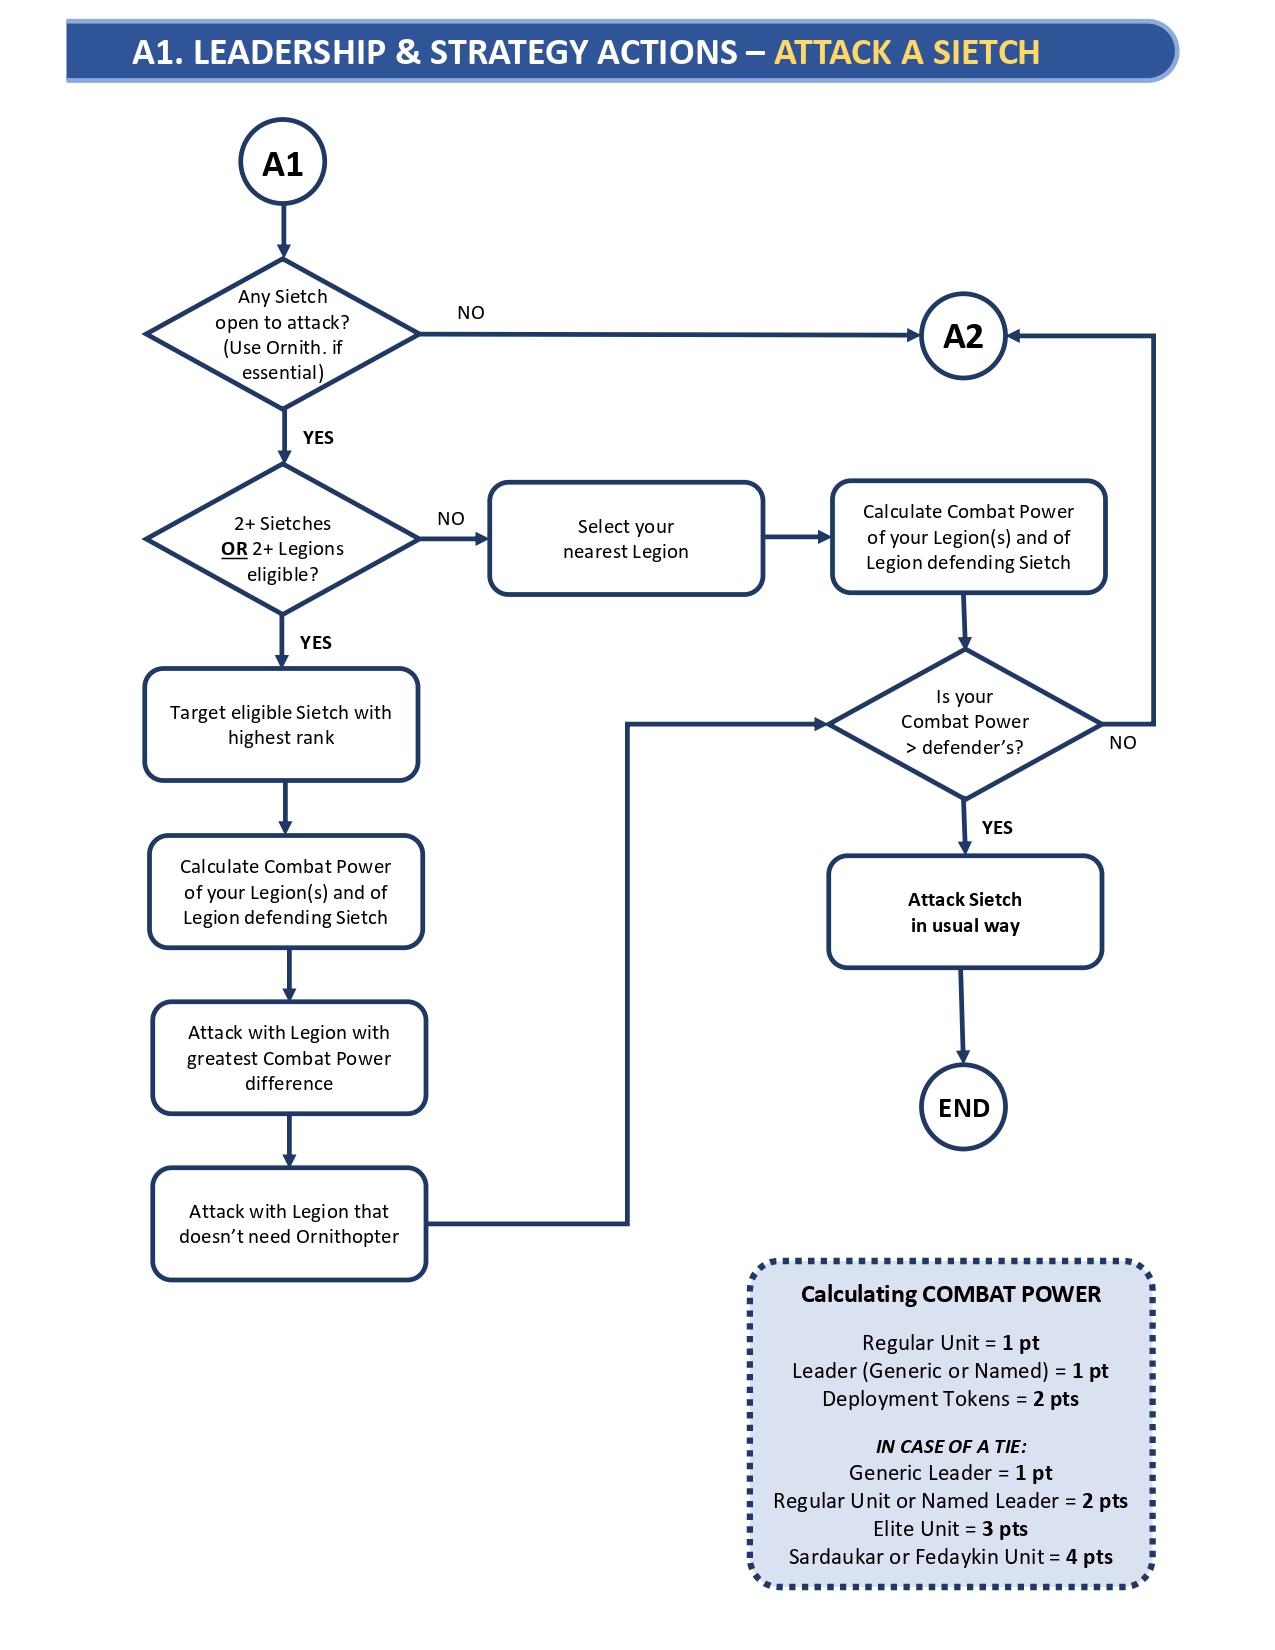 A1. LEADERSHIP & STRATEGY ACTIONS – ATTACK A SIETCH
A1
Any Sietch
open to attack?
(Use Ornith. if
essential)
NO
A2
YES
2+ Sietches
OR 2+ Legions
eligible?
NO
Select your
nearest Legion
Calculate Combat Power
of your Legion(s) and of
Legion defending Sietch
YES
Target eligible Sietch with
highest rank
Is your
Combat Power
> defender's?
NO
YES
Calculate Combat Power
of your Legion(s) and of
Legion defending Sietch
Attack Sietch
in usual way
Attack with Legion with
greatest Combat Power
difference
END
Attack with Legion that
doesn't need Ornithopter
Calculating COMBAT POWER
Regular Unit = 1 pt
Leader (Generic or Named) = 1 pt
Deployment Tokens = 2 pts
IN CASE OF A TIE:
Generic Leader = 1 pt
Regular Unit or Named Leader = 2 pts
Elite Unit = 3 pts
Sardaukar or Fedaykin Unit = 4 pts